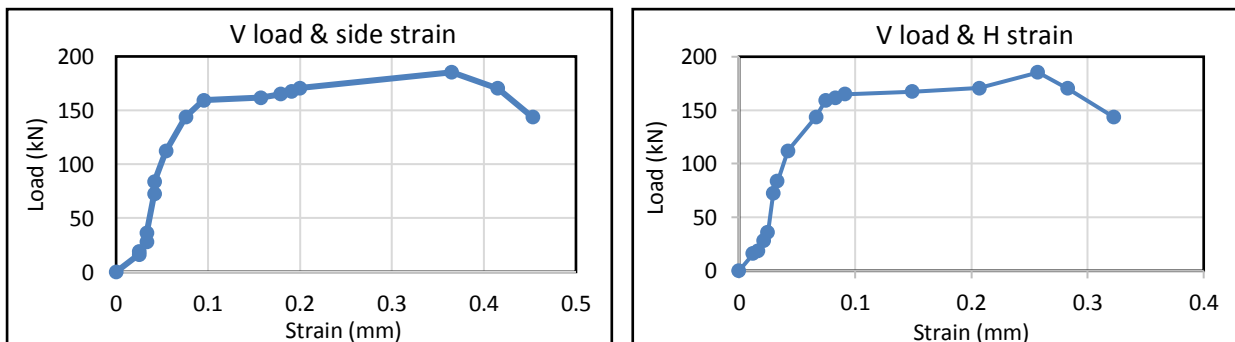 V load & side strain
200
150
100
50
0
0 0.1 0.2 0.3 0.4 0.5
Load (kN)
Strain (mm)
V load & H strain
200
150
100
50
0
0 0.1 0.2 0.3 0.4
Load (kN)
Strain (mm)